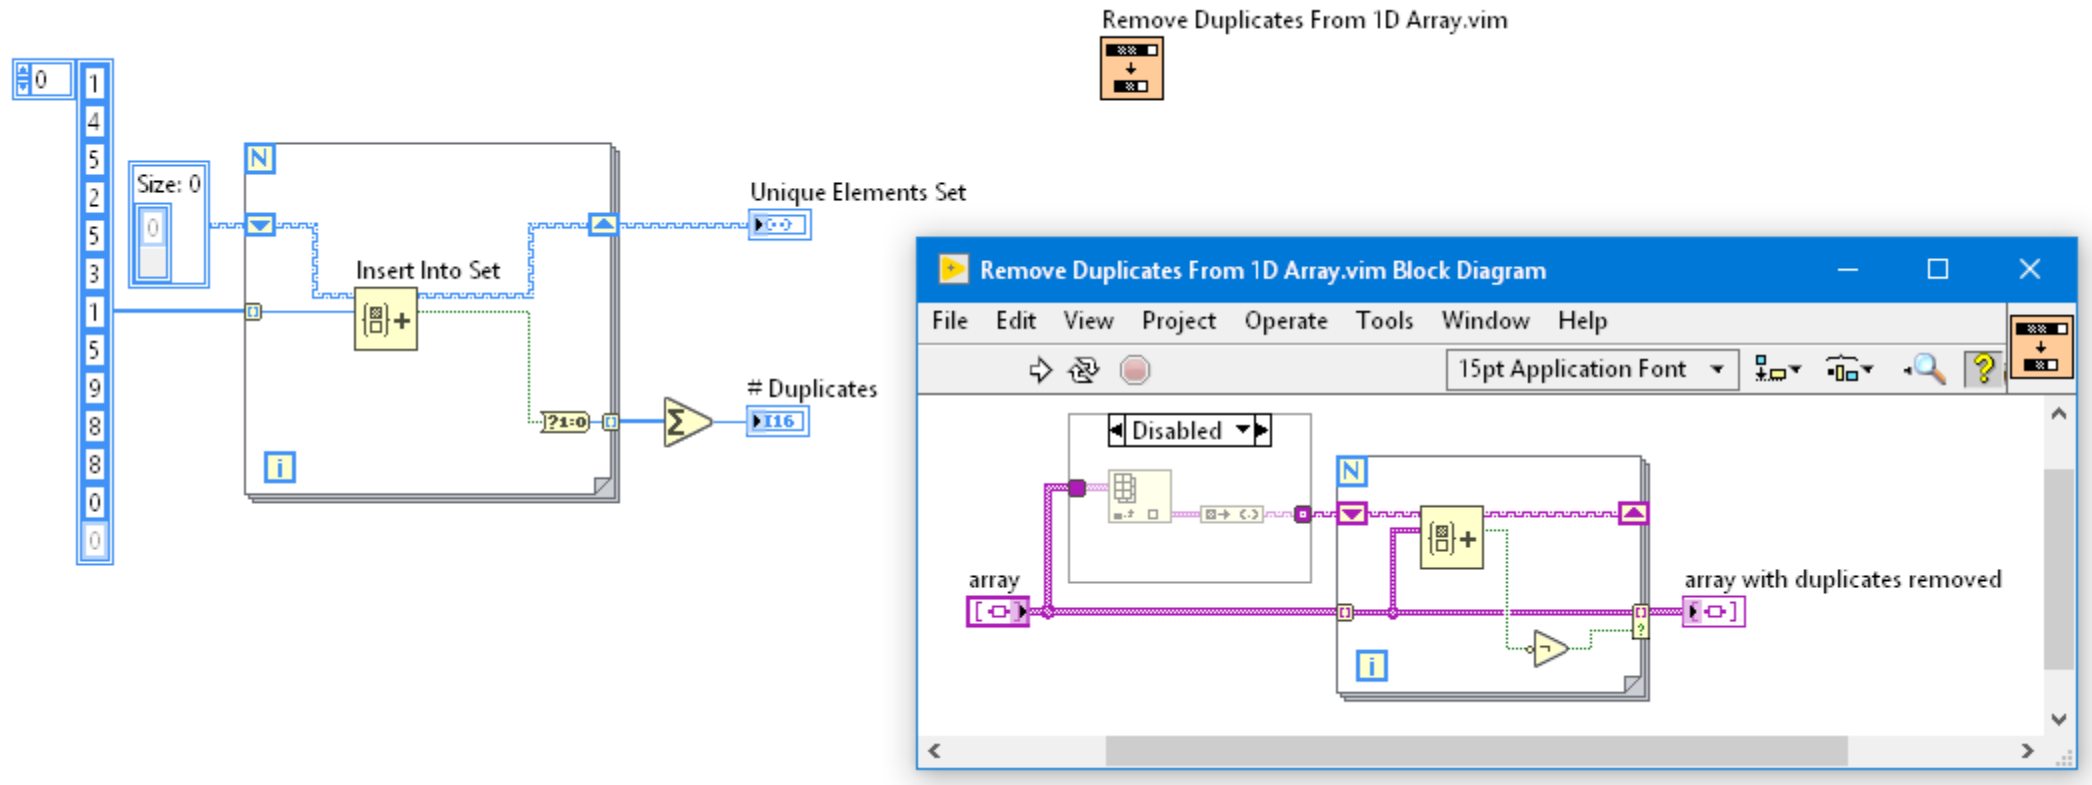 Remove Duplicates From 1D Array.vim
0
1
4
5
2
5
3
1
5
9
8
8
0
0
Size: 0
0
N
Insert Into Set
i
?1:0
Σ
Unique Elements Set
# Duplicates
I16
Remove Duplicates From 1D Array.vim Block Diagram
File Edit View Project Operate Tools Window Help
15pt Application Font
?
Disabled
N
array
array with duplicates removed
?
i